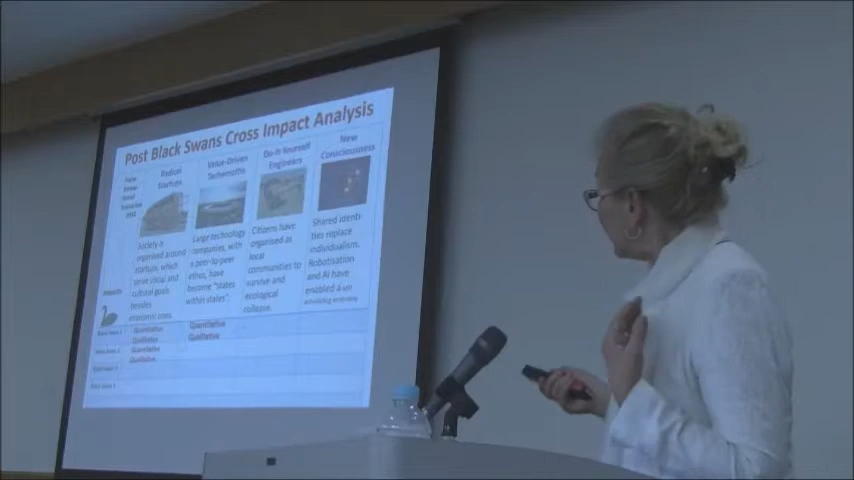 Post Black Swans Cross Impact Analysis
Radical
Startups
Value-Driven
Techemoths
Do-It-Yourself
Engineers
New
Consciousness
Society is
organised around
startups, which
serve social and
cultural goals
besides
economic ones.
Large technology
companies, with
a peer-to-peer
ethos, have
become "states
within states".
Citizens have
organised as
local
communities to
survive and
ecological
collapse.
Shared identi-
ties replace
individualism.
Robotisation
and AI have
enabled
Quantitative
Qualitative
Quantitative
Qualitative
Quantitative
Qualitative